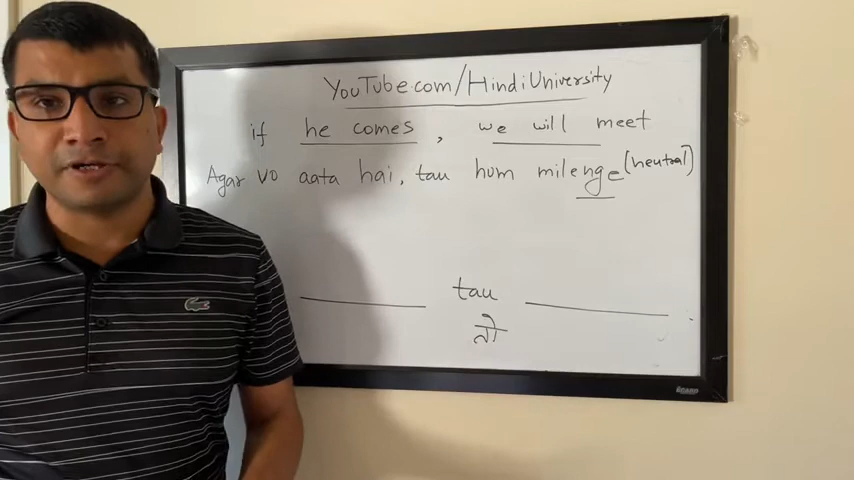 YouTube.com/HindiUniversity
if he comes, we will meet
Agar vo aata hai, tau hum milenge (neutral)
tau
तो